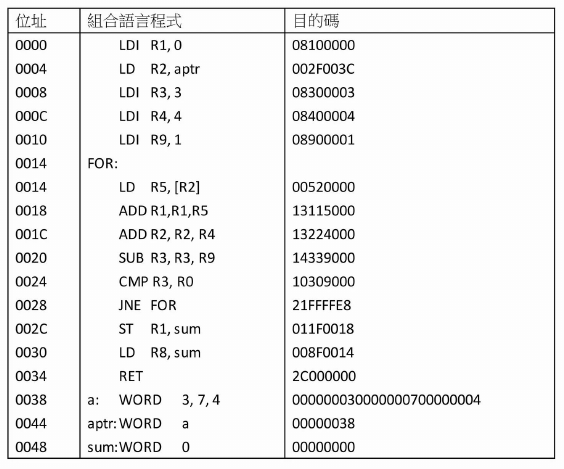 位址 組合語言程式 目的碼
0000 LDI R1, 0 08100000
0004 LD R2, aptr 002F003C
0008 LDI R3, 3 08300003
000C LDI R4, 4 08400004
0010 LDI R9, 1 08900001
0014 FOR:
0014 LD R5, [R2] 00520000
0018 ADD R1,R1,R5 13115000
001C ADD R2, R2, R4 13224000
0020 SUB R3, R3, R9 14339000
0024 CMP R3, R0 10309000
0028 JNE FOR 21FFFFE8
002C ST R1, sum 011F0018
0030 LD R8, sum 008F0014
0034 RET 2C000000
0038 a: WORD 3, 7, 4 000000030000000700000004
0044 aptr: WORD a 00000038
0048 sum: WORD 0 00000000